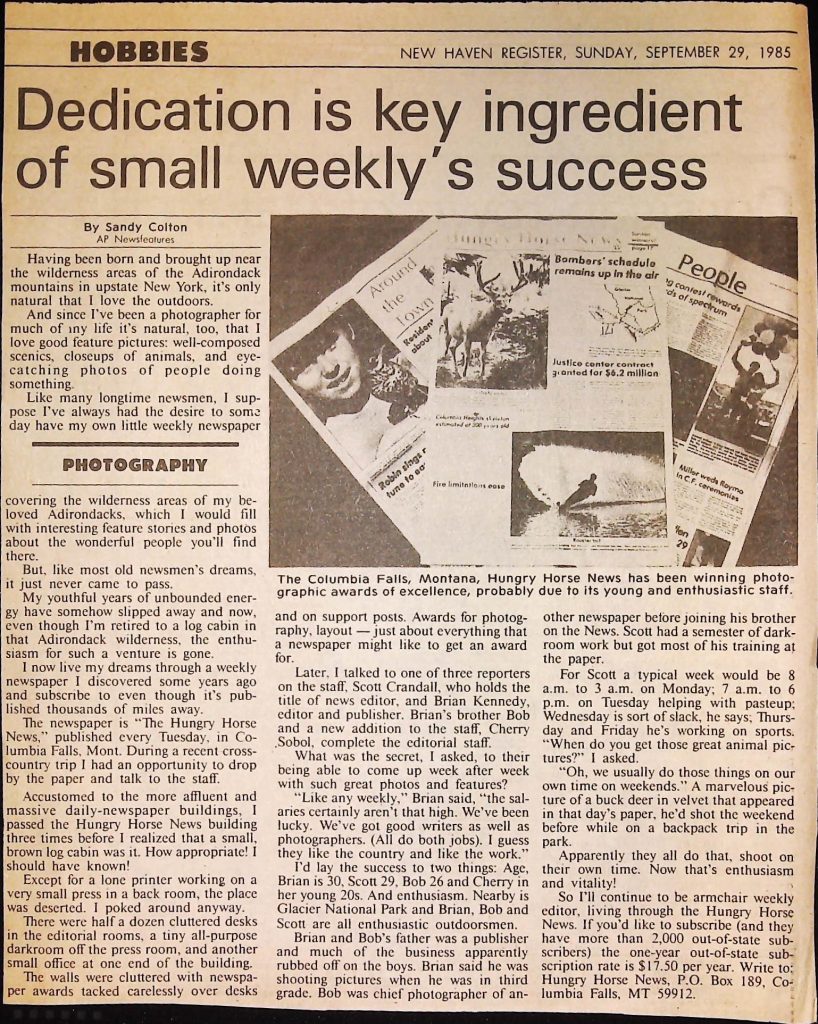 HOBBIES
NEW HAVEN REGISTER, SUNDAY, SEPTEMBER 29, 1985
Dedication is key ingredient
of small weekly's success
By Sandy Colton
AP Newsfeatures
Having been born and brought up near
the wilderness areas of the Adirondack
mountains in upstate New York, it's only
natural that I love the outdoors.
And since I've been a photographer for
much of my life it's natural, too, that I
love good feature pictures: well-composed
scenics, closeups of animals, and eye-
catching photos of people doing
something.
Like many longtime newsmen, I sup-
pose I've always had the desire to some
day have my own little weekly newspaper
PHOTOGRAPHY
covering the wilderness areas of my be-
loved Adirondacks, which I would fill
with interesting feature stories and photos
about the wonderful people you'll find
there.
But, like most old newsmen's dreams,
it just never came to pass.
My youthful years of unbounded ener-
gy have somehow slipped away and now,
even though I'm retired to a log cabin in
that Adirondack wilderness, the enthu-
siasm for such a venture is gone.
I now live my dreams through a weekly
newspaper I discovered some years ago
and subscribe to even though it's pub-
lished thousands of miles away.
The newspaper is "The Hungry Horse
News," published every Tuesday, in Co-
lumbia Falls, Mont. During a recent cross-
country trip I had an opportunity to drop
by the paper and talk to the staff.
Accustomed to the more affluent and
massive daily-newspaper buildings, I
passed the Hungry Horse News building
three times before I realized that a small,
brown log cabin was it. How appropriate! I
should have known!
Except for a lone printer working on a
very small press in a back room, the place
was deserted. I poked around anyway.
There were half a dozen cluttered desks
in the editorial rooms, a tiny all-purpose
darkroom off the press room, and another
small office at one end of the building.
The walls were cluttered with newspa-
per awards tacked carelessly over desks
Around
the
Town
Residen
about
Robin sings
tune to ea
Hungry Horse News
Bombers' schedule
remains up in the air
Justice center contract
granted for $6.2 million
Columbia Heights skeleton
estimated at 300 years old
Fire limitations ease
People
ng contest rewards
ds of spectrum
Miller weds Raymo
in C.F. ceremonies
29
The Columbia Falls, Montana, Hungry Horse News has been winning photo-
graphic awards of excellence, probably due to its young and enthusiastic staff.
and on support posts. Awards for photog-
raphy, layout — just about everything that
a newspaper might like to get an award
for.
Later, I talked to one of three reporters
on the staff, Scott Crandall, who holds the
title of news editor, and Brian Kennedy,
editor and publisher. Brian's brother Bob
and a new addition to the staff, Cherry
Sobol, complete the editorial staff.
What was the secret, I asked, to their
being able to come up week after week
with such great photos and features?
"Like any weekly," Brian said, "the sal-
aries certainly aren't that high. We've been
lucky. We've got good writers as well as
photographers. (All do both jobs). I guess
they like the country and like the work."
I'd lay the success to two things: Age,
Brian is 30, Scott 29, Bob 26 and Cherry in
her young 20s. And enthusiasm. Nearby is
Glacier National Park and Brian, Bob and
Scott are all enthusiastic outdoorsmen.
Brian and Bob's father was a publisher
and much of the business apparently
rubbed off on the boys. Brian said he was
shooting pictures when he was in third
grade. Bob was chief photographer of an-
other newspaper before joining his brother
on the News. Scott had a semester of dark-
room work but got most of his training at
the paper.
For Scott a typical week would be 8
a.m. to 3 a.m. on Monday; 7 a.m. to 6
p.m. on Tuesday helping with pasteup;
Wednesday is sort of slack, he says; Thurs-
day and Friday he's working on sports.
"When do you get those great animal pic-
tures?" I asked.
"Oh, we usually do those things on our
own time on weekends." A marvelous pic-
ture of a buck deer in velvet that appeared
in that day's paper, he'd shot the weekend
before while on a backpack trip in the
park.
Apparently they all do that, shoot on
their own time. Now that's enthusiasm
and vitality!
So I'll continue to be armchair weekly
editor, living through the Hungry Horse
News. If you'd like to subscribe (and they
have more than 2,000 out-of-state sub-
scribers) the one-year out-of-state sub-
scription rate is $17.50 per year. Write to:
Hungry Horse News, P.O. Box 189, Co-
lumbia Falls, MT 59912.